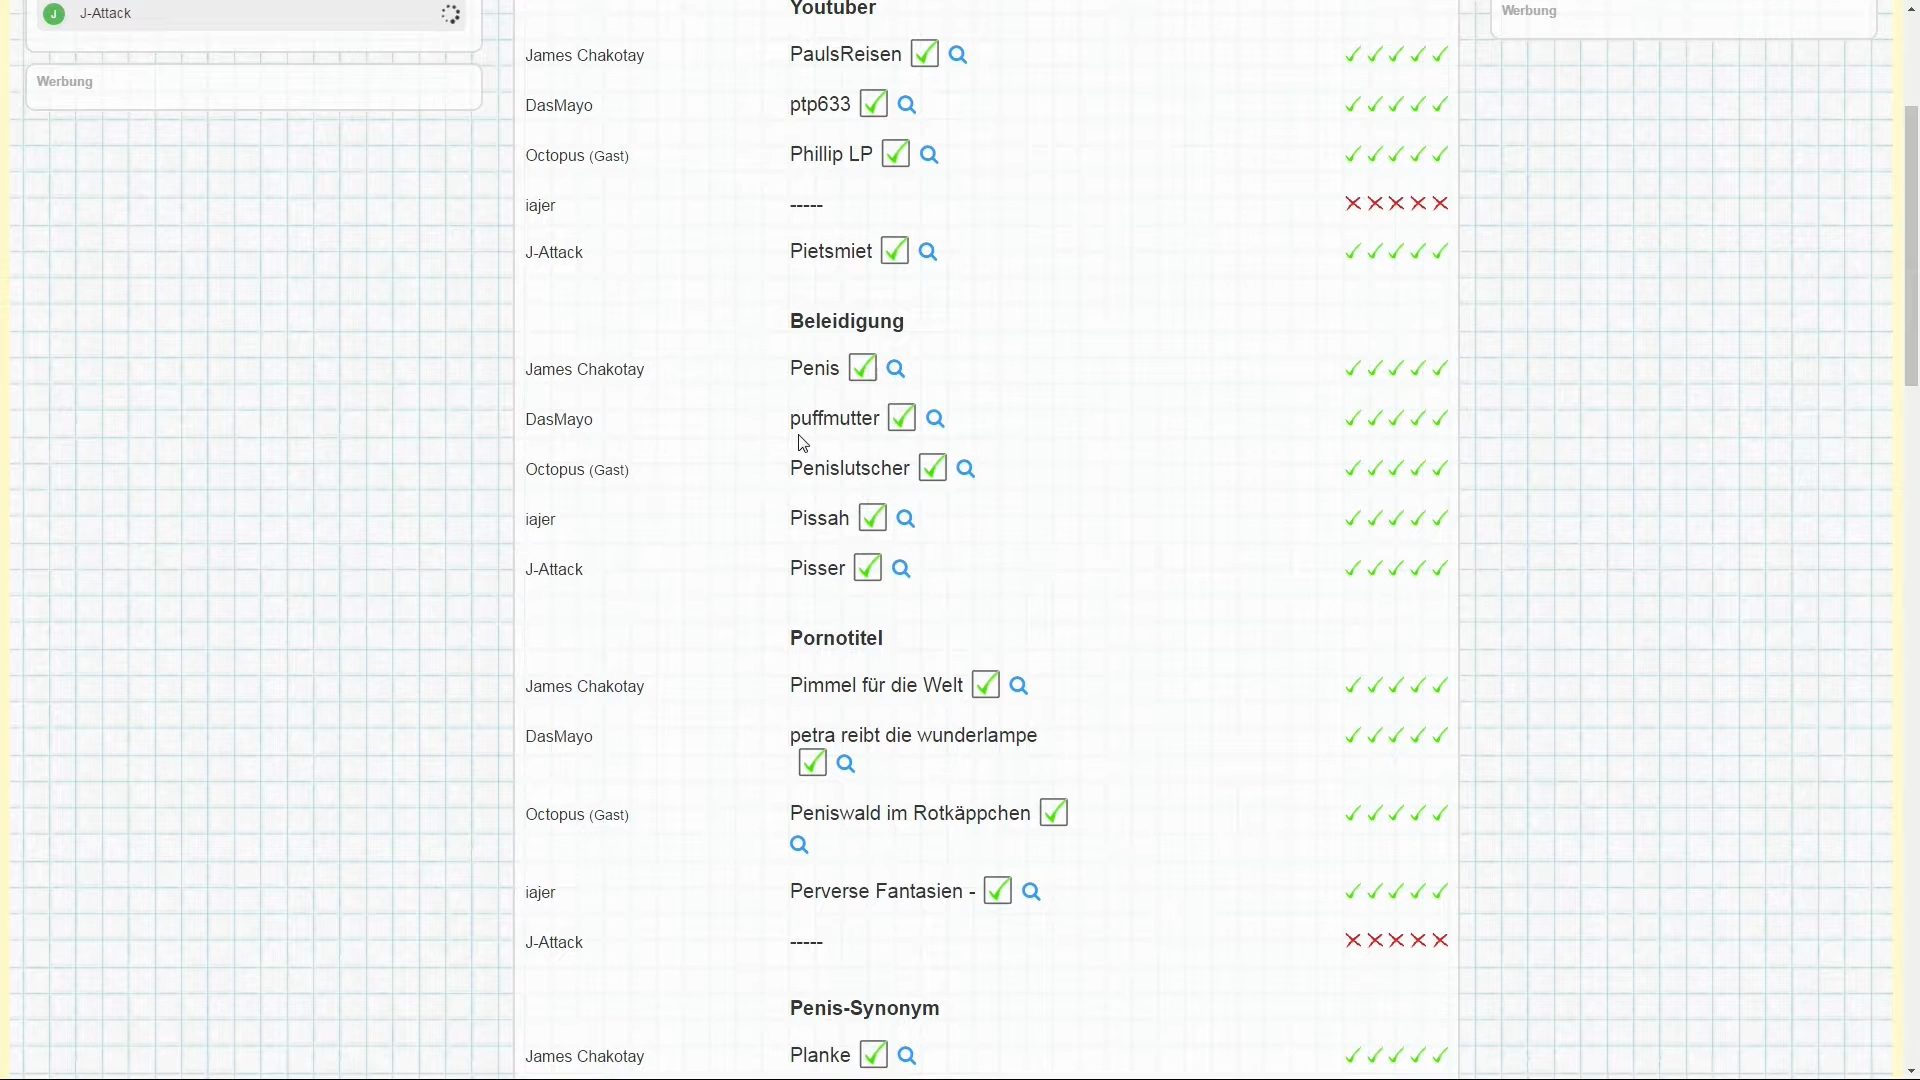 J J-Attack
Werbung
Werbung
Youtuber
James Chakotay PaulsReisen
DasMayo ptp633
Octopus (Gast) Phillip LP
iajer -----
J-Attack Pietsmiet
Beleidigung
James Chakotay Penis
DasMayo puffmutter
Octopus (Gast) Penislutscher
iajer Pissah
J-Attack Pisser
Pornotitel
James Chakotay Pimmel für die Welt
DasMayo petra reibt die wunderlampe
Octopus (Gast) Peniswald im Rotkäppchen
iajer Perverse Fantasien -
J-Attack -----
Penis-Synonym
James Chakotay Planke